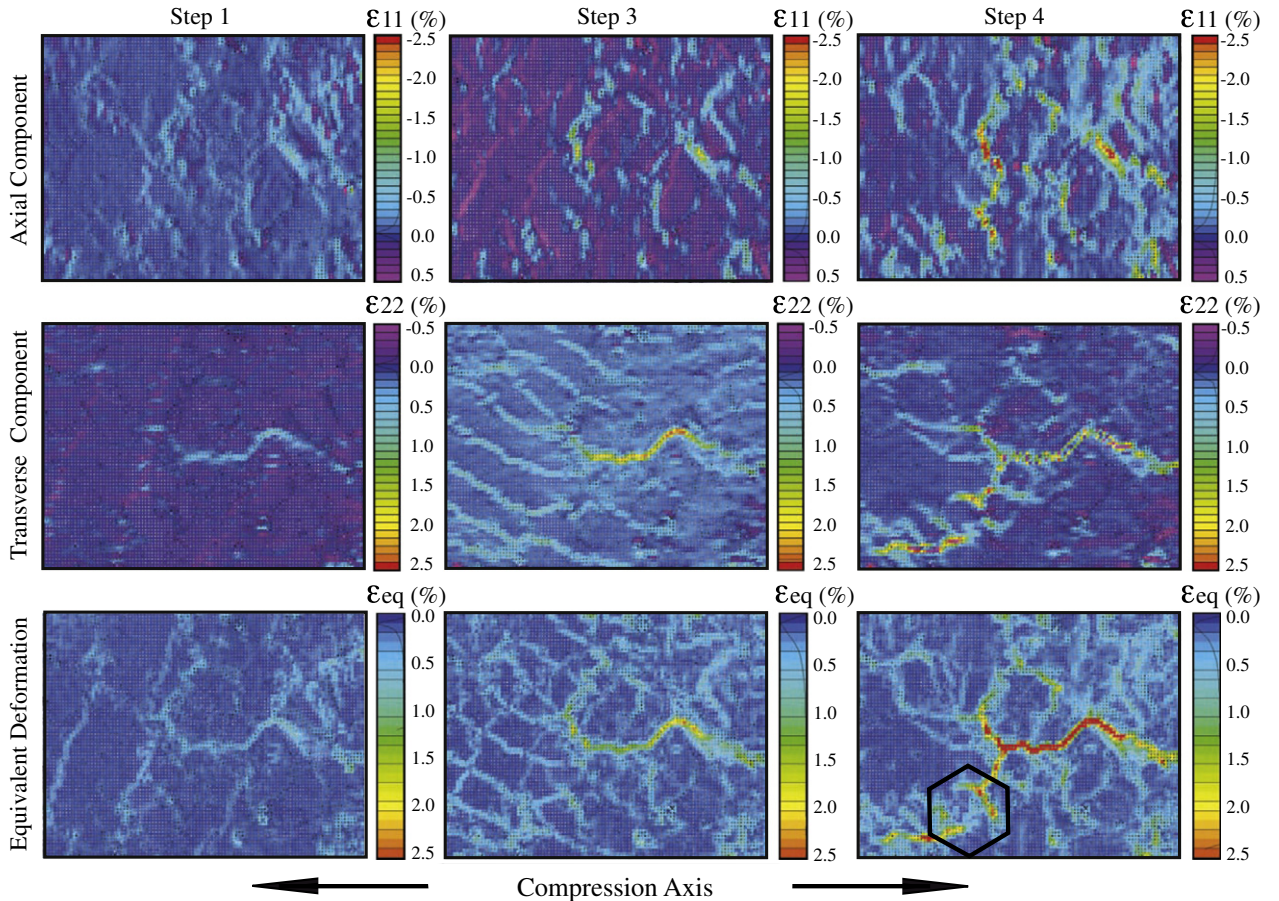 Step 1 ε11 (%) Step 3 ε11 (%) Step 4 ε11 (%)
Axial Component
-2.5 -2.5 -2.5
-2.0 -2.0 -2.0
-1.5 -1.5 -1.5
-1.0 -1.0 -1.0
-0.5 -0.5 -0.5
0.0 0.0 0.0
0.5 0.5 0.5
ε22 (%) ε22 (%) ε22 (%)
Transverse Component
-0.5 -0.5 -0.5
0.0 0.0 0.0
0.5 0.5 0.5
1.0 1.0 1.0
1.5 1.5 1.5
2.0 2.0 2.0
2.5 2.5 2.5
εeq (%) εeq (%) εeq (%)
Equivalent Deformation
0.0 0.0 0.0
0.5 0.5 0.5
1.0 1.0 1.0
1.5 1.5 1.5
2.0 2.0 2.0
2.5 2.5 2.5
Compression Axis